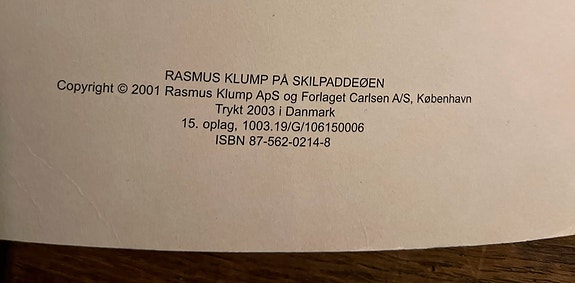 RASMUS KLUMP PÅ SKILPADDEØEN
Copyright © 2001 Rasmus Klump ApS og Forlaget Carlsen A/S, København
Trykt 2003 i Danmark
15. oplag, 1003.19/G/106150006
ISBN 87-562-0214-8